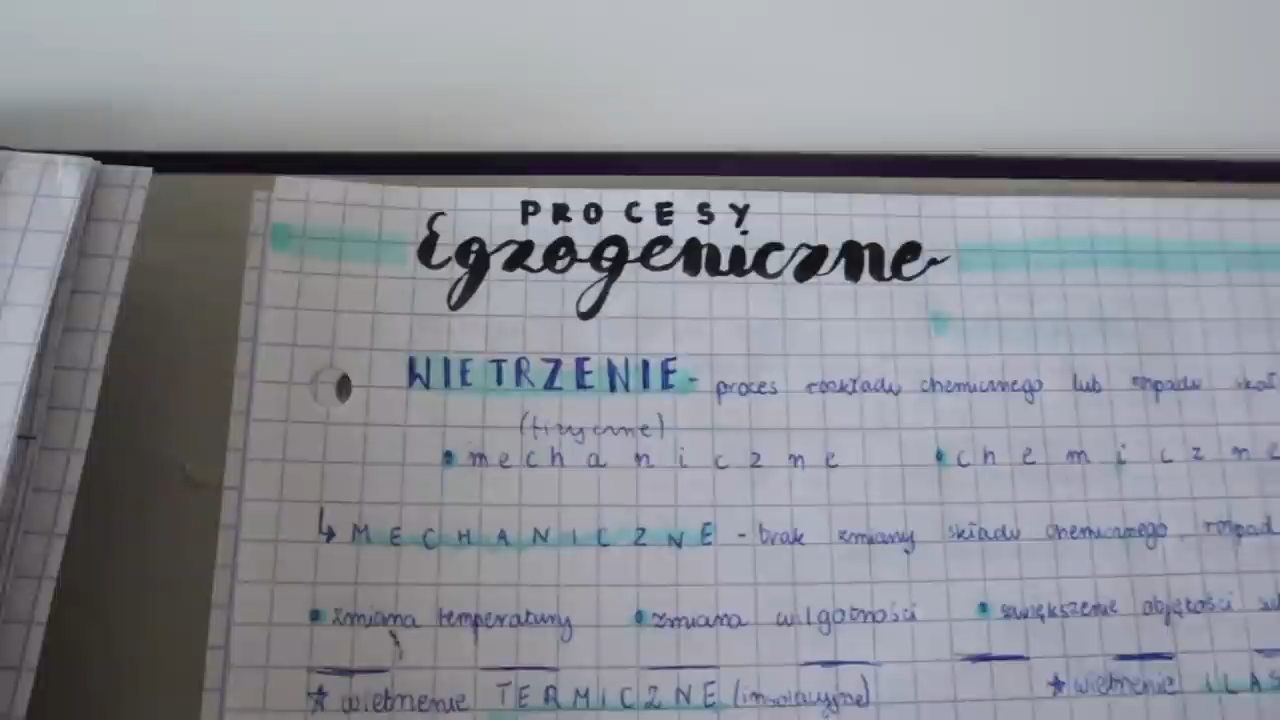 PROCESY
Egzogeniczne
WIETRZENIE - proces rozkładu chemicznego lub rozpadu skał
(fizyczne)
• mechaniczne • chemiczne
↳ MECHANICZNE - brak zmiany składu chemicznego, rozpad
• zmiana temperatury • zmiana wilgotności • zwiększenie objętości
★ wietrzenie TERMICZNE (insolacyjne) ★ wietrzenie